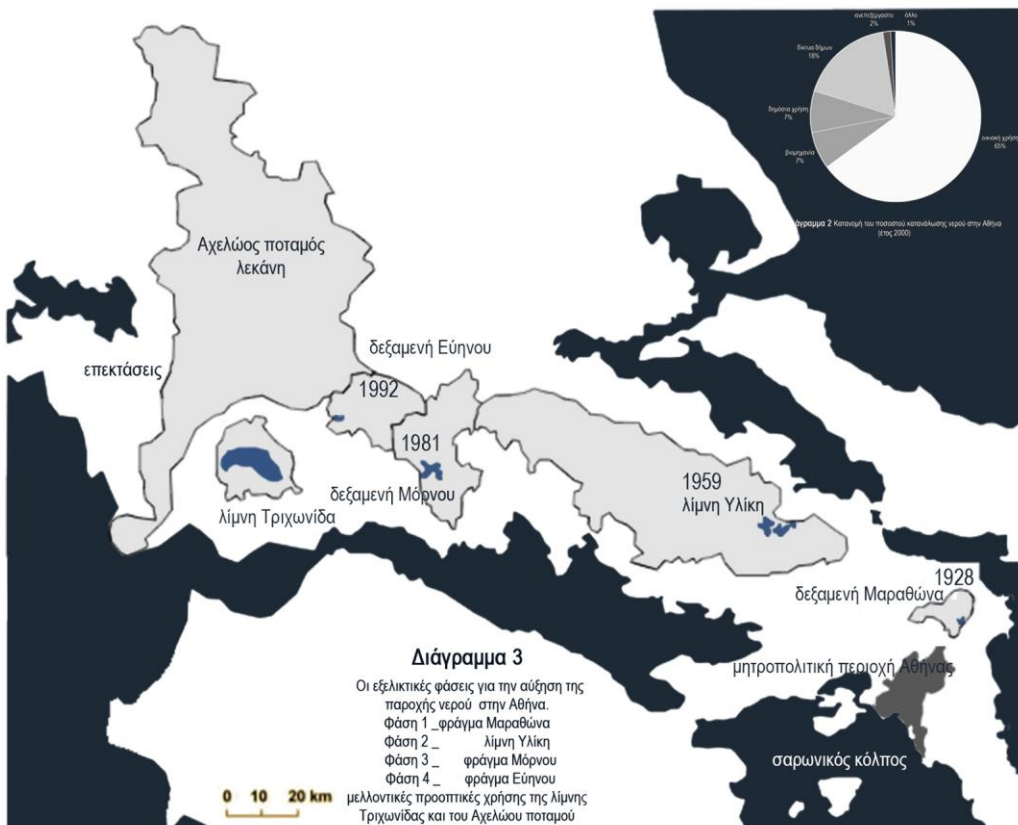 ανεπεξέργαστο
2%
άλλο
1%
δίκτυα δήμων
18%
δημόσια χρήση
7%
βιομηχανία
7%
οικιακή χρήση
65%
άγραμμα 2 Κατανομή του ποσοστού κατανάλωσης νερού στην Αθήνα
(έτος 2000)
Αχελώος ποταμός
λεκάνη
επεκτάσεις
δεξαμενή Εύηνου
1992
1981
δεξαμενή Μόρνου
λίμνη Τριχωνίδα
1959
λίμνη Υλίκη
1928
δεξαμενή Μαραθώνα
μητροπολιτική περιοχή Αθήνας
σαρωνικός κόλπος
Διάγραμμα 3
Οι εξελικτικές φάσεις για την αύξηση της
παροχής νερού στην Αθήνα.
Φάση 1 _φράγμα Μαραθώνα
Φάση 2 _ λίμνη Υλίκη
Φάση 3 _ φράγμα Μόρνου
Φάση 4 _ φράγμα Εύηνου
μελλοντικές προοπτικές χρήσης της λίμνης
Τριχωνίδας και του Αχελώου ποταμού
0 10 20 km